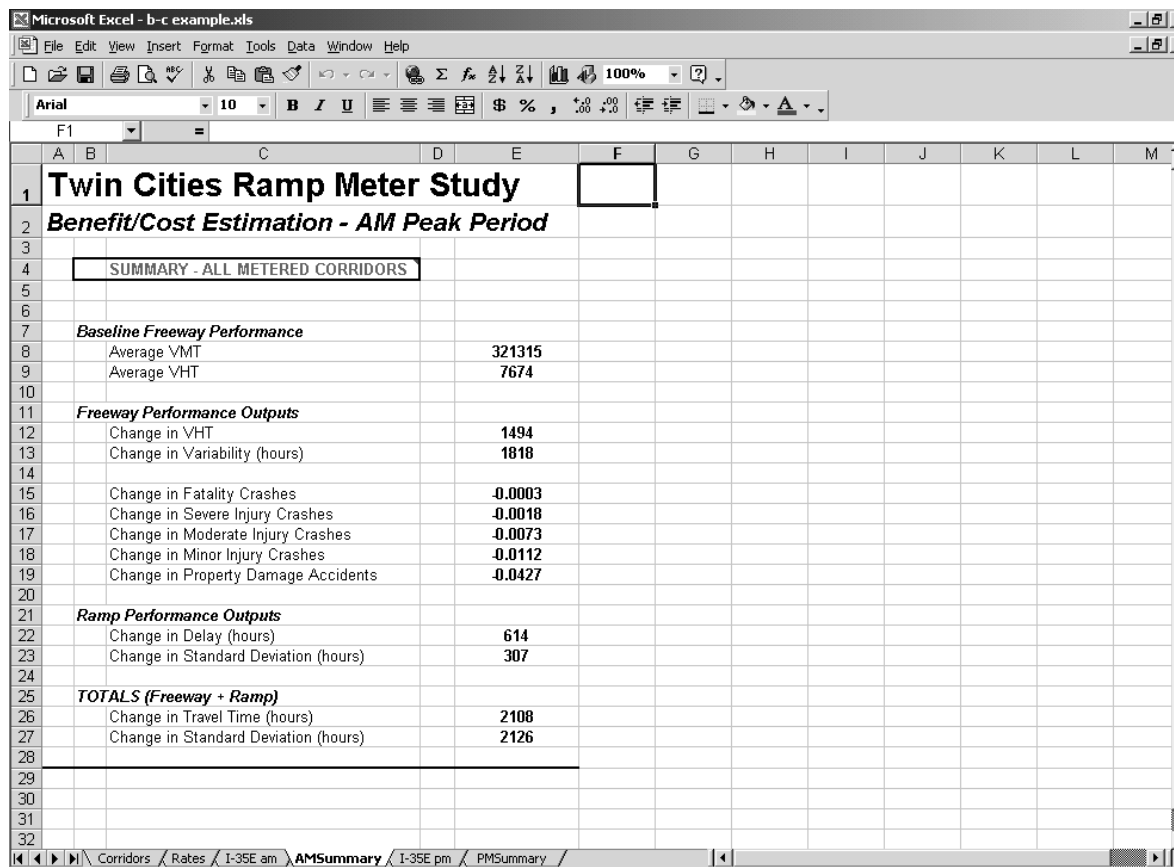 Microsoft Excel - b-c example.xls
File Edit View Insert Format Tools Data Window Help
100%
Arial 10 B I U $ % ,
F1 =
A B C D E F G H I J K L M
1 Twin Cities Ramp Meter Study
2 Benefit/Cost Estimation - AM Peak Period
3
4 SUMMARY - ALL METERED CORRIDORS
5
6
7 Baseline Freeway Performance
8 Average VMT 321315
9 Average VHT 7674
10
11 Freeway Performance Outputs
12 Change in VHT 1494
13 Change in Variability (hours) 1818
14
15 Change in Fatality Crashes -0.0003
16 Change in Severe Injury Crashes -0.0018
17 Change in Moderate Injury Crashes -0.0073
18 Change in Minor Injury Crashes -0.0112
19 Change in Property Damage Accidents -0.0427
20
21 Ramp Performance Outputs
22 Change in Delay (hours) 614
23 Change in Standard Deviation (hours) 307
24
25 TOTALS (Freeway + Ramp)
26 Change in Travel Time (hours) 2108
27 Change in Standard Deviation (hours) 2126
28
29
30
31
32
Corridors / Rates / I-35E am \ AMSummary / I-35E pm / PMSummary /